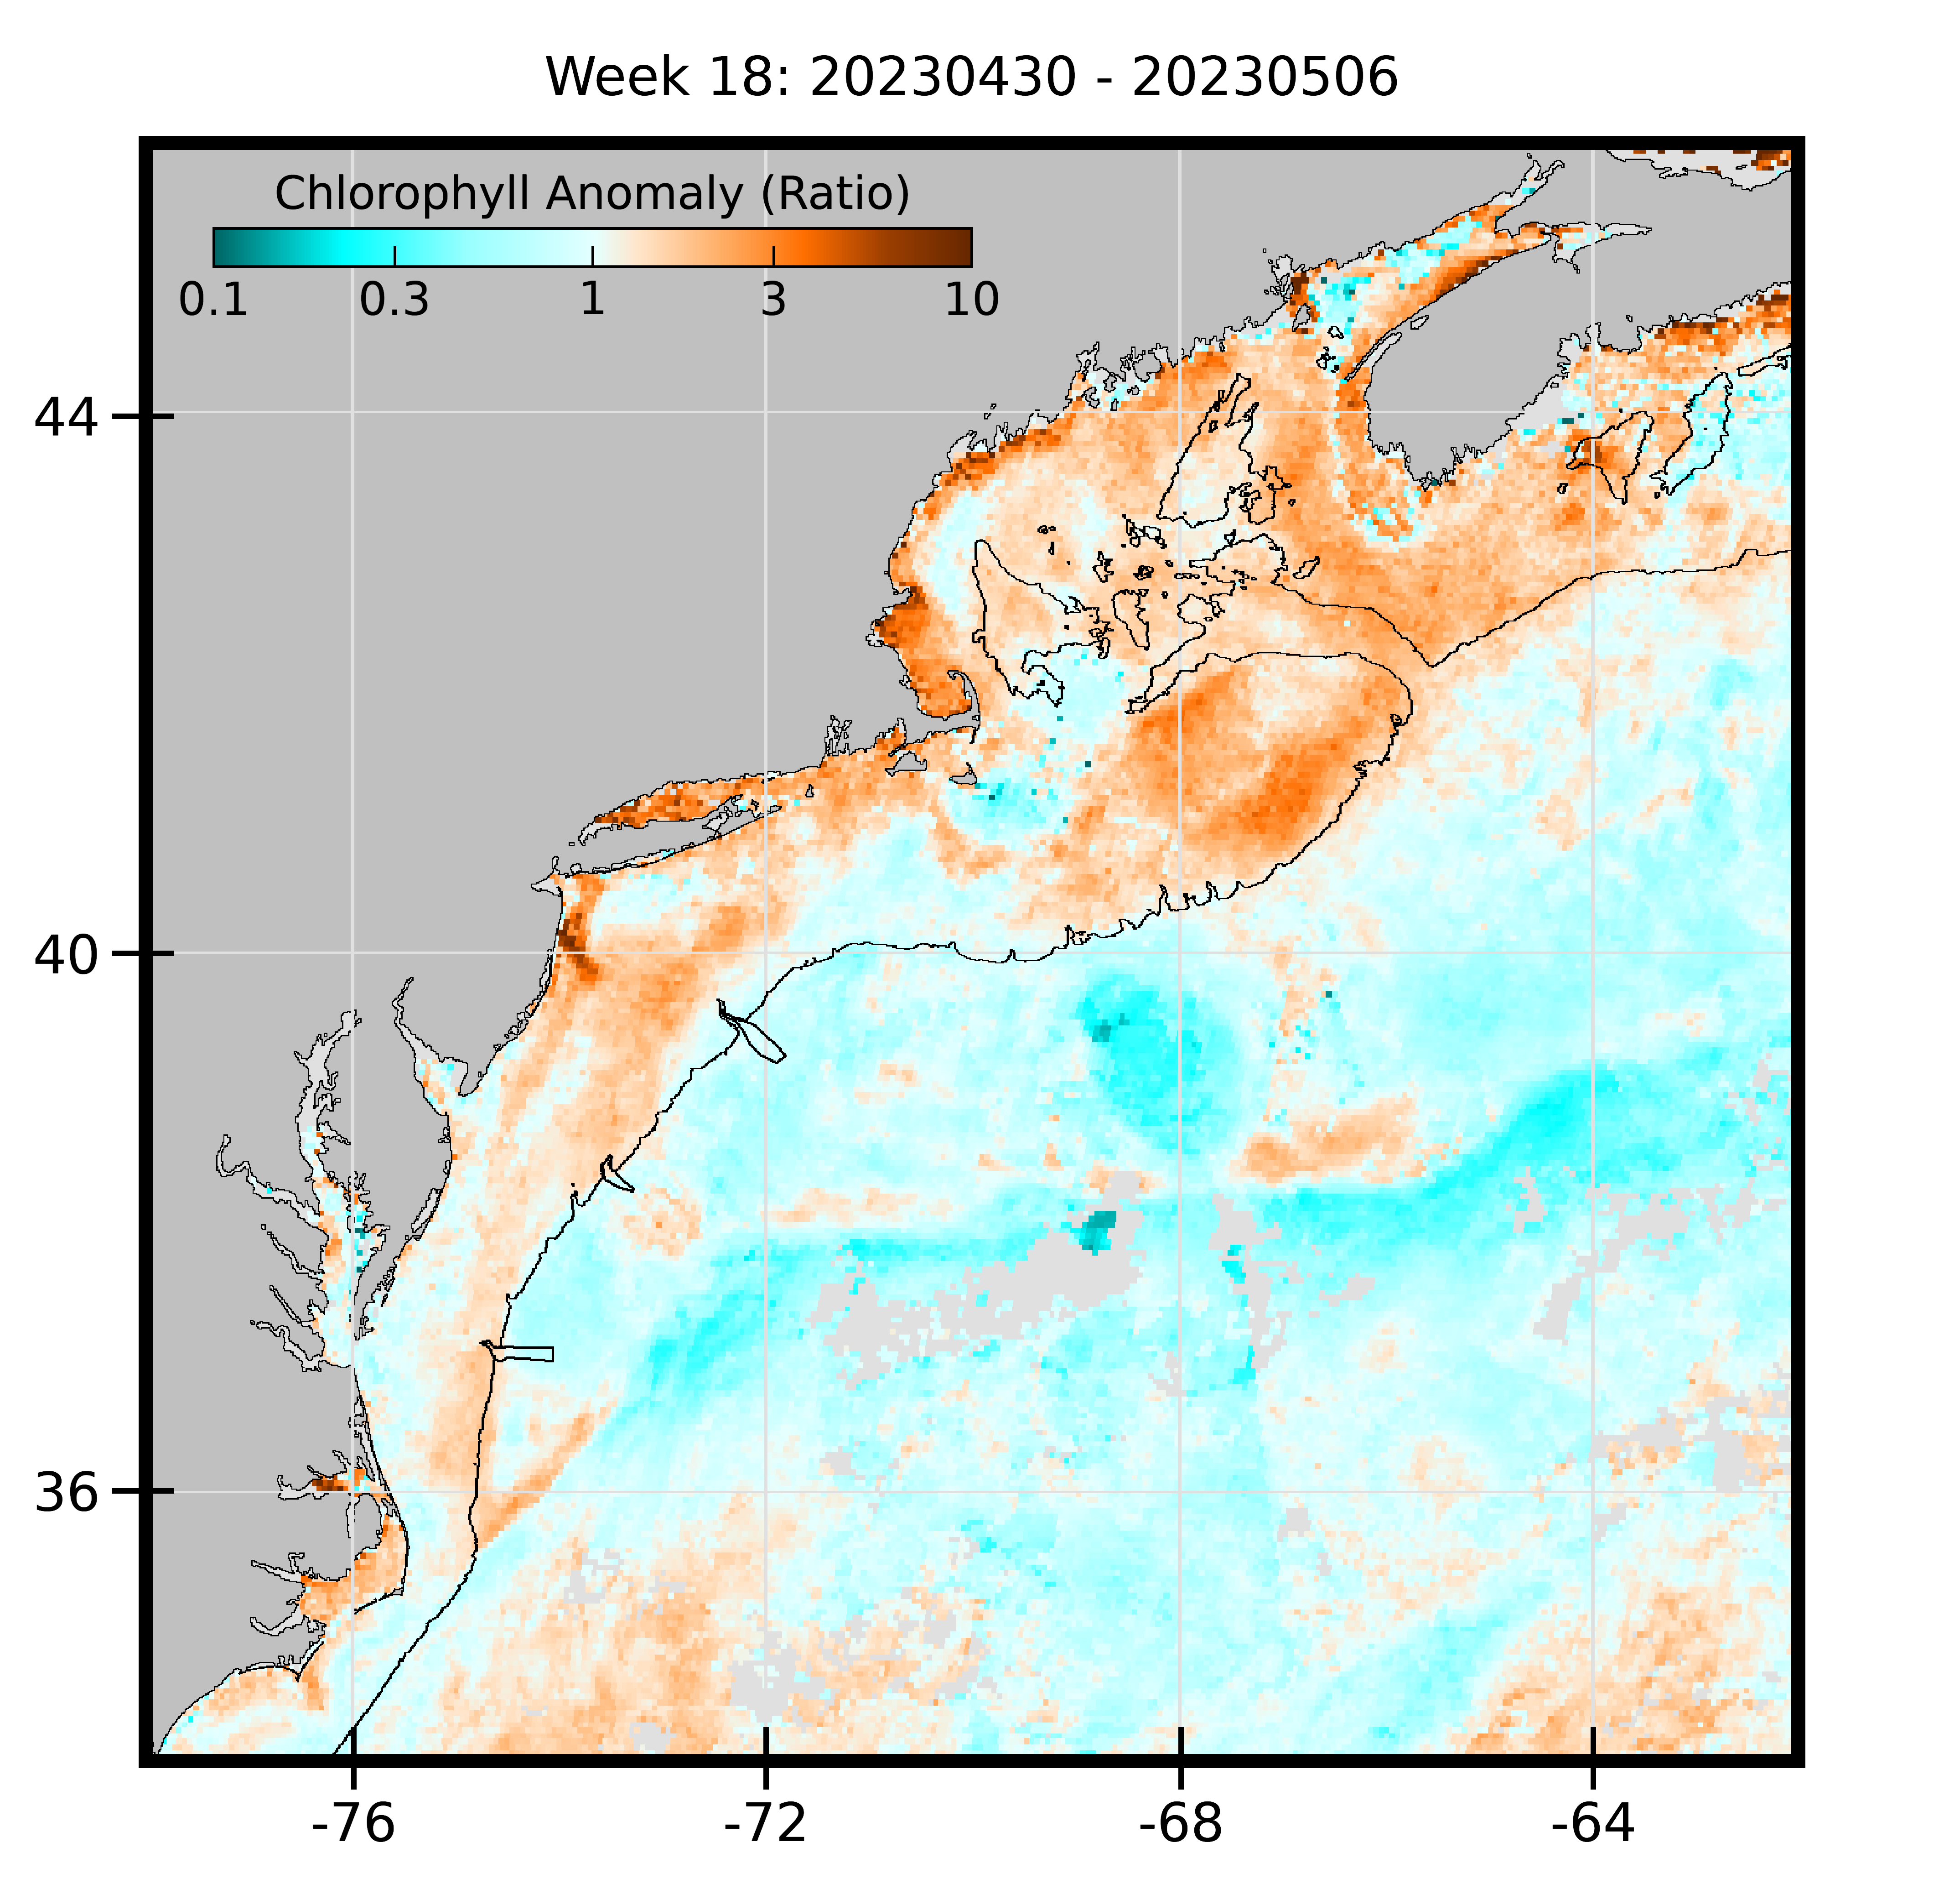 Week 18: 20230430 - 20230506
Chlorophyll Anomaly (Ratio)
0.1 0.3 1 3 10
44
40
36
-76 -72 -68 -64